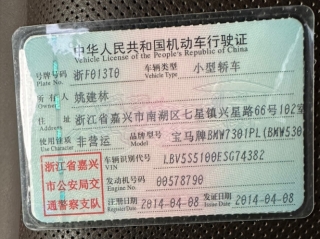 中华人民共和国机动车行驶证
Vehicle License of the People's Republic of China
号牌号码 浙F013T0 车辆类型 小型轿车
Plate No. Vehicle Type
所有人 姚建林
Owner
住址 浙江省嘉兴市南湖区七星镇兴星路66号102室
使用性质 非营运 品牌型号 宝马牌BMW7301PL(BMW530
Use Character Model
浙江省嘉兴
市公安局交
通警察支队
车辆识别代号 LBV5S5100ESG74382
VIN
发动机号码 00578790
Engine No.
注册日期 2014-04-08 发证日期 2014-04-08
Register Date Issue Date